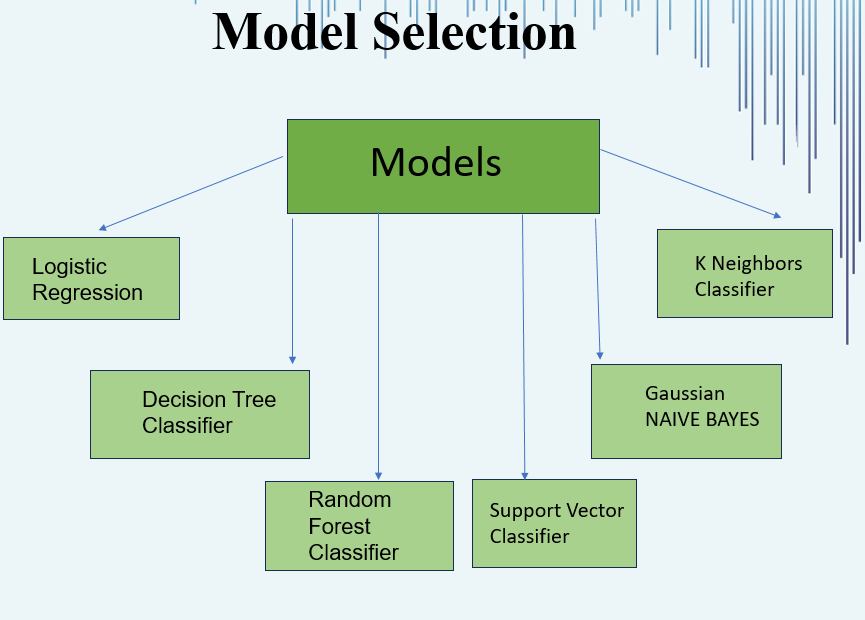 Model Selection
Models
Logistic
Regression
K Neighbors
Classifier
Decision Tree
Classifier
Gaussian
NAIVE BAYES
Random
Forest
Classifier
Support Vector
Classifier